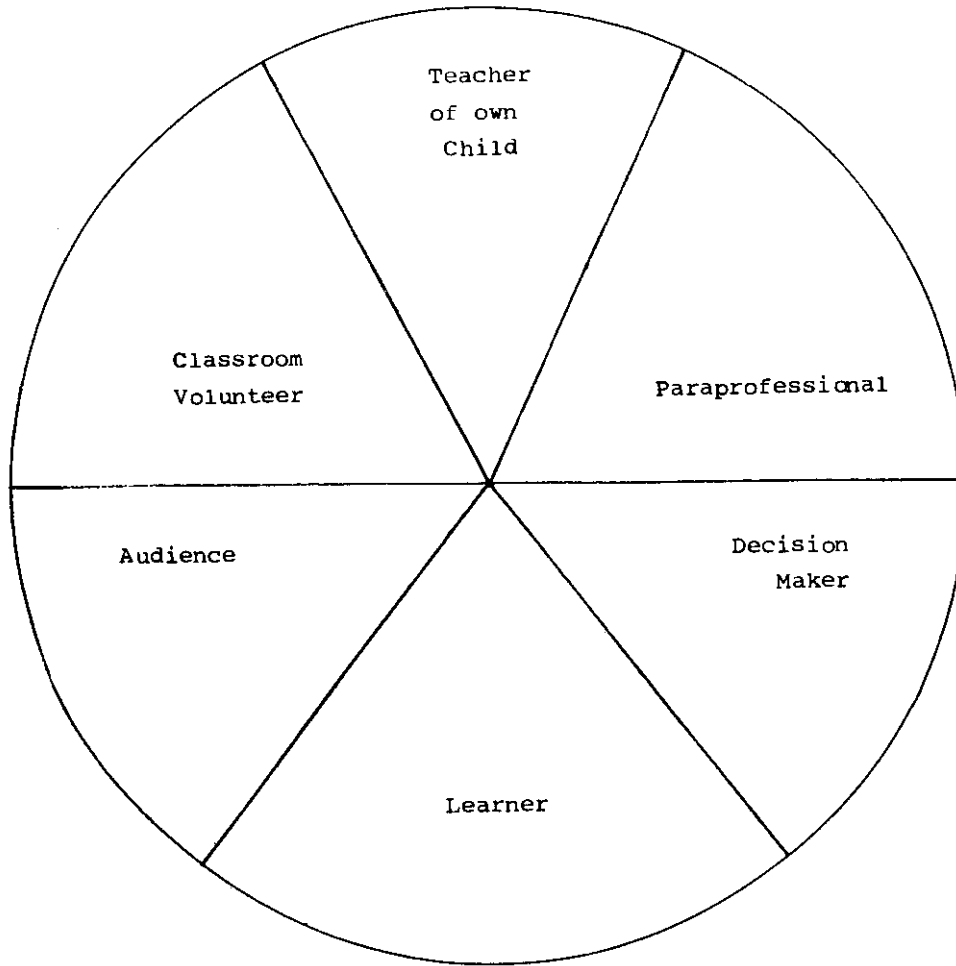 Teacher
of own
Child
Classroom
Volunteer
Paraprofessional
Audience
Decision
Maker
Learner